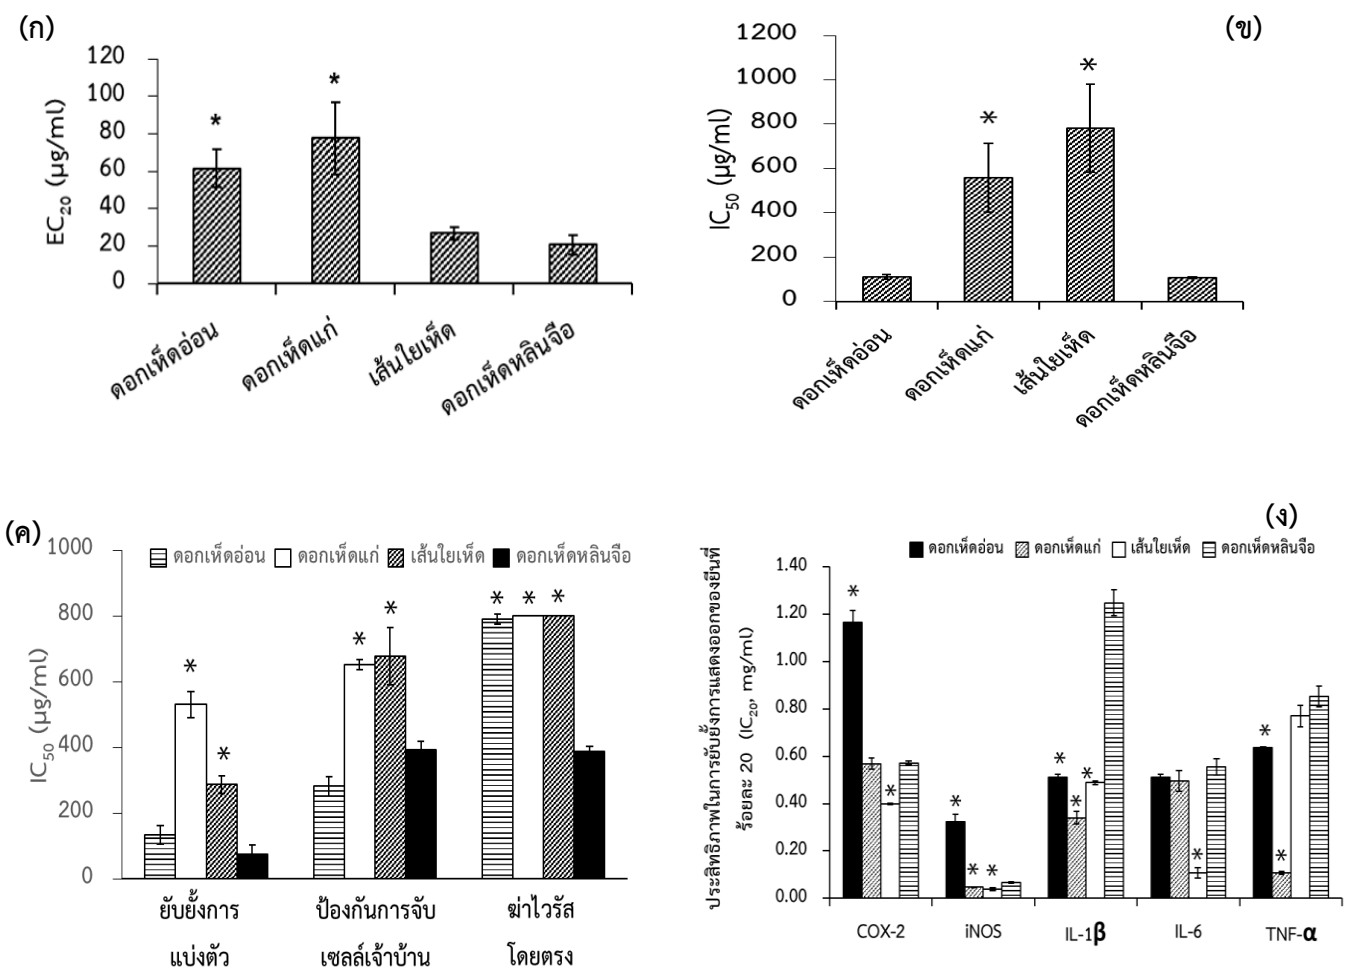 (ก)
120
100
80
60
40
20
0
EC20 (µg/ml)
*
*
ดอกเห็ดอ่อน
ดอกเห็ดแก่
เส้นใยเห็ด
ดอกเห็ดหลินจือ
(ข)
1200
1000
800
600
400
200
0
IC50 (µg/ml)
*
*
ดอกเห็ดอ่อน
ดอกเห็ดแก่
เส้นใยเห็ด
ดอกเห็ดหลินจือ
(ค)
1000
800
600
400
200
0
IC50 (µg/ml)
ดอกเห็ดอ่อน ดอกเห็ดแก่ เส้นใยเห็ด ดอกเห็ดหลินจือ
* * *
* *
* *
ยับยั้งการ ป้องกันการจับ ฆ่าไวรัส
แบ่งตัว เซลล์เจ้าบ้าน โดยตรง
(ง)
ดอกเห็ดอ่อน ดอกเห็ดแก่ เส้นใยเห็ด ดอกเห็ดหลินจือ
ประสิทธิภาพในการยับยั้งการแสดงออกของยีนที่
ร้อยละ 20 (IC20, mg/ml)
1.40
1.20
1.00
0.80
0.60
0.40
0.20
0.00
* *
* * *
* * *
*
* *
COX-2 iNOS IL-1β IL-6 TNF-α